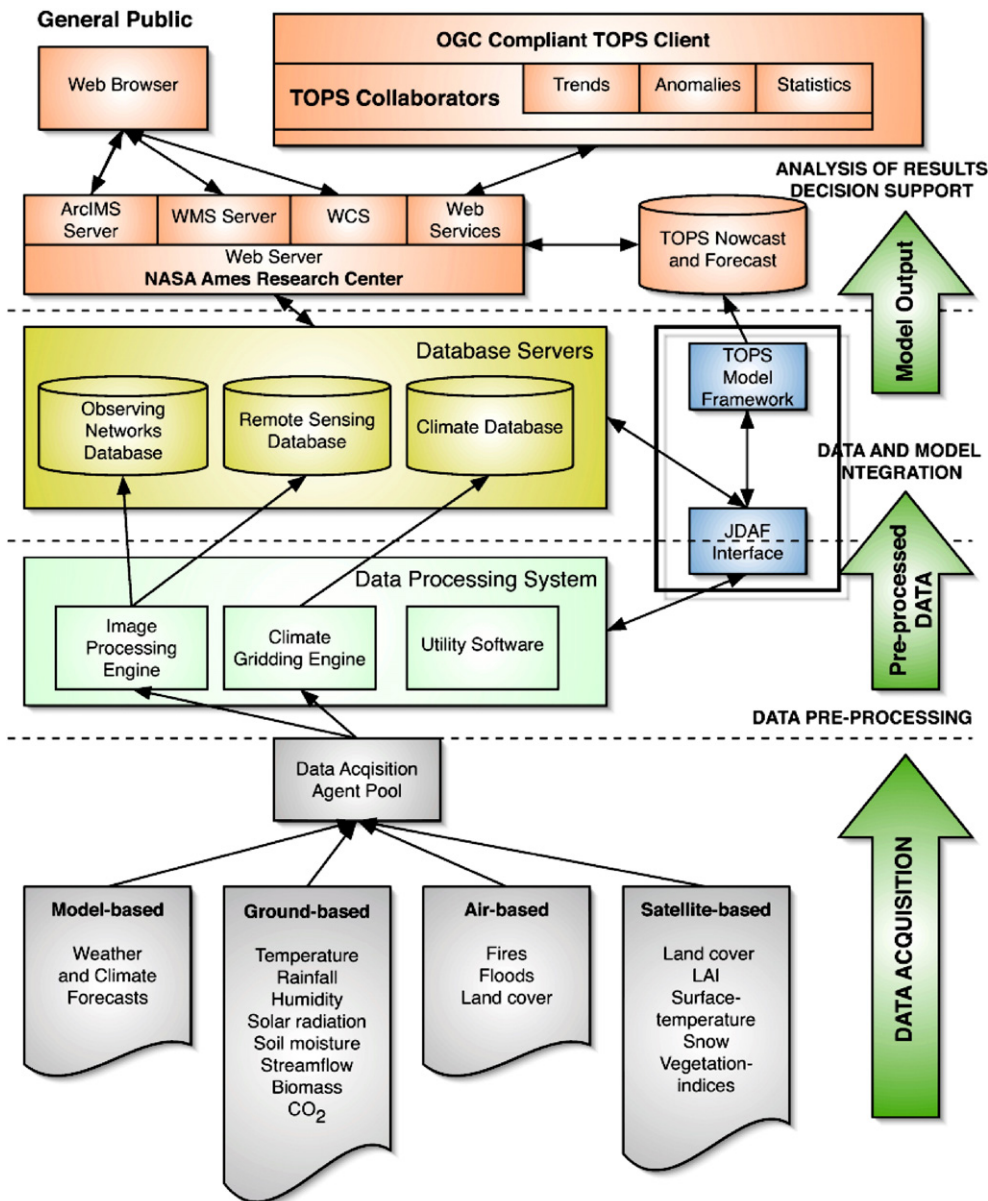 General Public
Web Browser
OGC Compliant TOPS Client
TOPS Collaborators
Trends
Anomalies
Statistics
ANALYSIS OF RESULTS
DECISION SUPPORT
ArcIMS
Server
WMS Server
WCS
Web
Services
Web Server
NASA Ames Research Center
TOPS Nowcast
and Forecast
Model Output
Database Servers
Observing
Networks
Database
Remote Sensing
Database
Climate Database
TOPS
Model
Framework
DATA AND MODEL
INTEGRATION
JDAF
Interface
Pre-processed
DATA
Data Processing System
Image
Processing
Engine
Climate
Gridding Engine
Utility Software
DATA PRE-PROCESSING
Data Acqisition
Agent Pool
DATA ACQUISITION
Model-based
Weather
and Climate
Forecasts
Ground-based
Temperature
Rainfall
Humidity
Solar radiation
Soil moisture
Streamflow
Biomass
CO2
Air-based
Fires
Floods
Land cover
Satellite-based
Land cover
LAI
Surface-
temperature
Snow
Vegetation-
indices